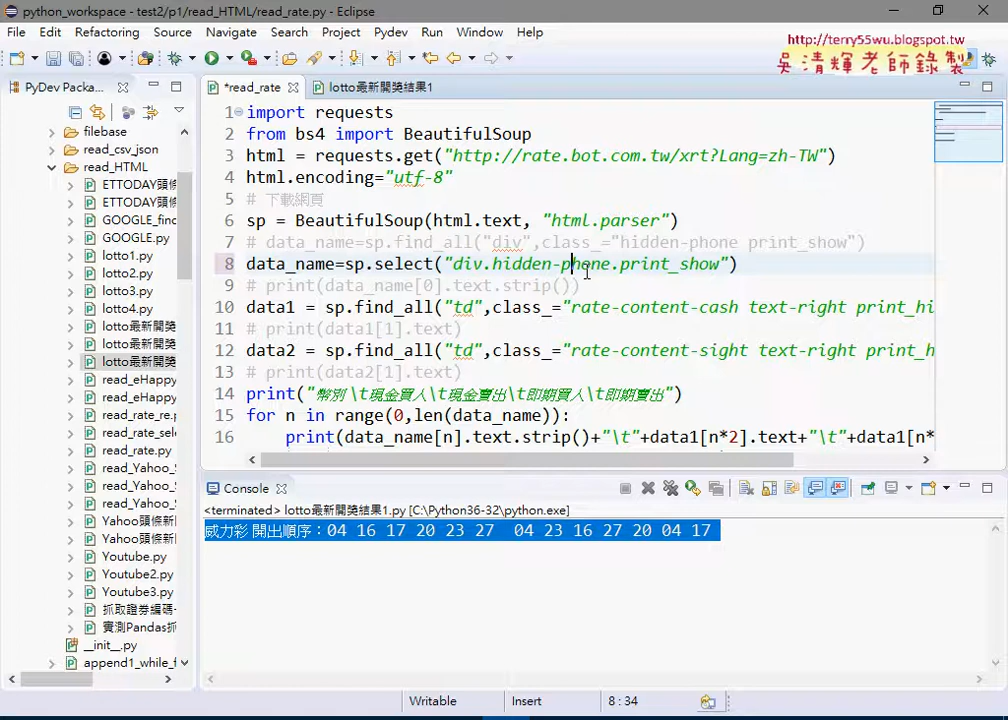 python_workspace - test2/p1/read_HTML/read_rate.py - Eclipse
File Edit Refactoring Source Navigate Search Project Pydev Run Window Help
http://terry55wu.blogspot.tw
吳清輝老師錄製
PyDev Packa...
*read_rate
lotto最新開獎結果1
filebase
read_csv_json
read_HTML
ETTODAY頭條
ETTODAY頭條
GOOGLE_finc
GOOGLE.py
lotto1.py
lotto2.py
lotto3.py
lotto4.py
lotto最新開獎
lotto最新開獎
lotto最新開獎
read_eHappy
read_eHappy
read_rate_re.p
read_rate_sele
read_rate.py
read_Yahoo_S
read_Yahoo_S
read_Yahoo_S
Yahoo頭條新
Yahoo頭條新
Youtube.py
Youtube2.py
Youtube3.py
抓取證券編碼-
實測Pandas抓
__init__.py
append1_while_f
1 import requests
2 from bs4 import BeautifulSoup
3 html = requests.get("http://rate.bot.com.tw/xrt?Lang=zh-TW")
4 html.encoding="utf-8"
5 # 下載網頁
6 sp = BeautifulSoup(html.text, "html.parser")
7 # data_name=sp.find_all("div",class_="hidden-phone print_show")
8 data_name=sp.select("div.hidden-phone.print_show")
9 # print(data_name[0].text.strip())
10 data1 = sp.find_all("td",class_="rate-content-cash text-right print_hi
11 # print(data1[1].text)
12 data2 = sp.find_all("td",class_="rate-content-sight text-right print_h
13 # print(data2[1].text)
14 print("幣別 \t現金買入\t現金賣出\t即期買入\t即期賣出")
15 for n in range(0,len(data_name)):
16 print(data_name[n].text.strip()+"\t"+data1[n*2].text+"\t"+data1[n*
Console
<terminated> lotto最新開獎結果1.py [C:\Python36-32\python.exe]
威力彩 開出順序：04 16 17 20 23 27 04 23 16 27 20 04 17
Writable Insert 8 : 34